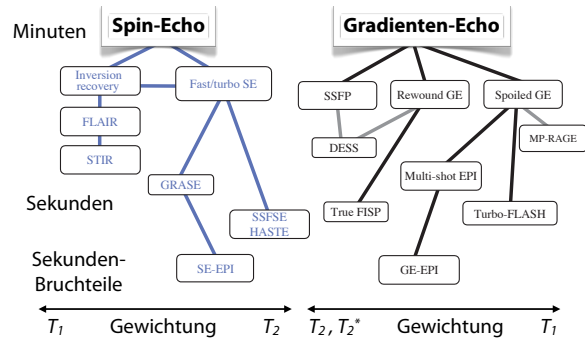 Minuten
Spin-Echo
Gradienten-Echo
Inversion
recovery
Fast/turbo SE
SSFP
Rewound GE
Spoiled GE
FLAIR
DESS
MP-RAGE
STIR
GRASE
Multi-shot EPI
Sekunden
SSFSE
HASTE
True FISP
Turbo-FLASH
Sekunden-
Bruchteile
SE-EPI
GE-EPI
T1 Gewichtung T2
T2 , T2* Gewichtung T1